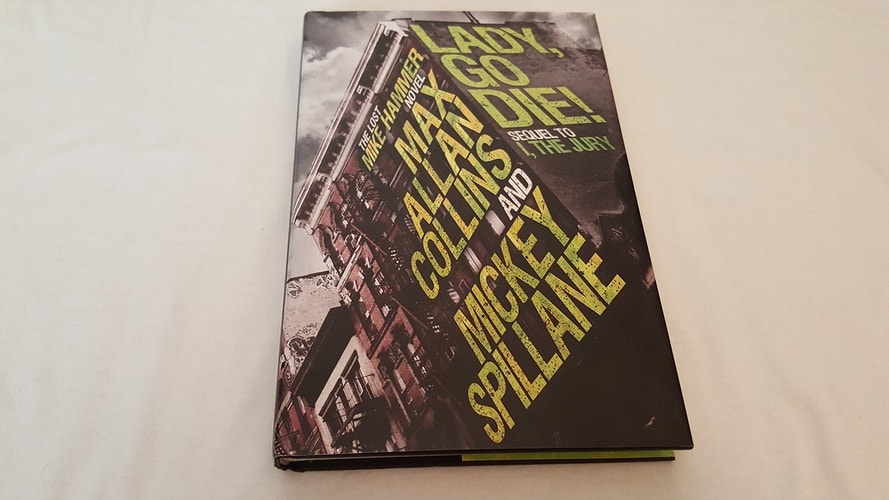 LADY,
GO
DIE!
SEQUEL TO
I, THE JURY
THE LOST
MIKE HAMMER
NOVEL
MAX
ALLAN
COLLINS
AND
MICKEY
SPILLANE